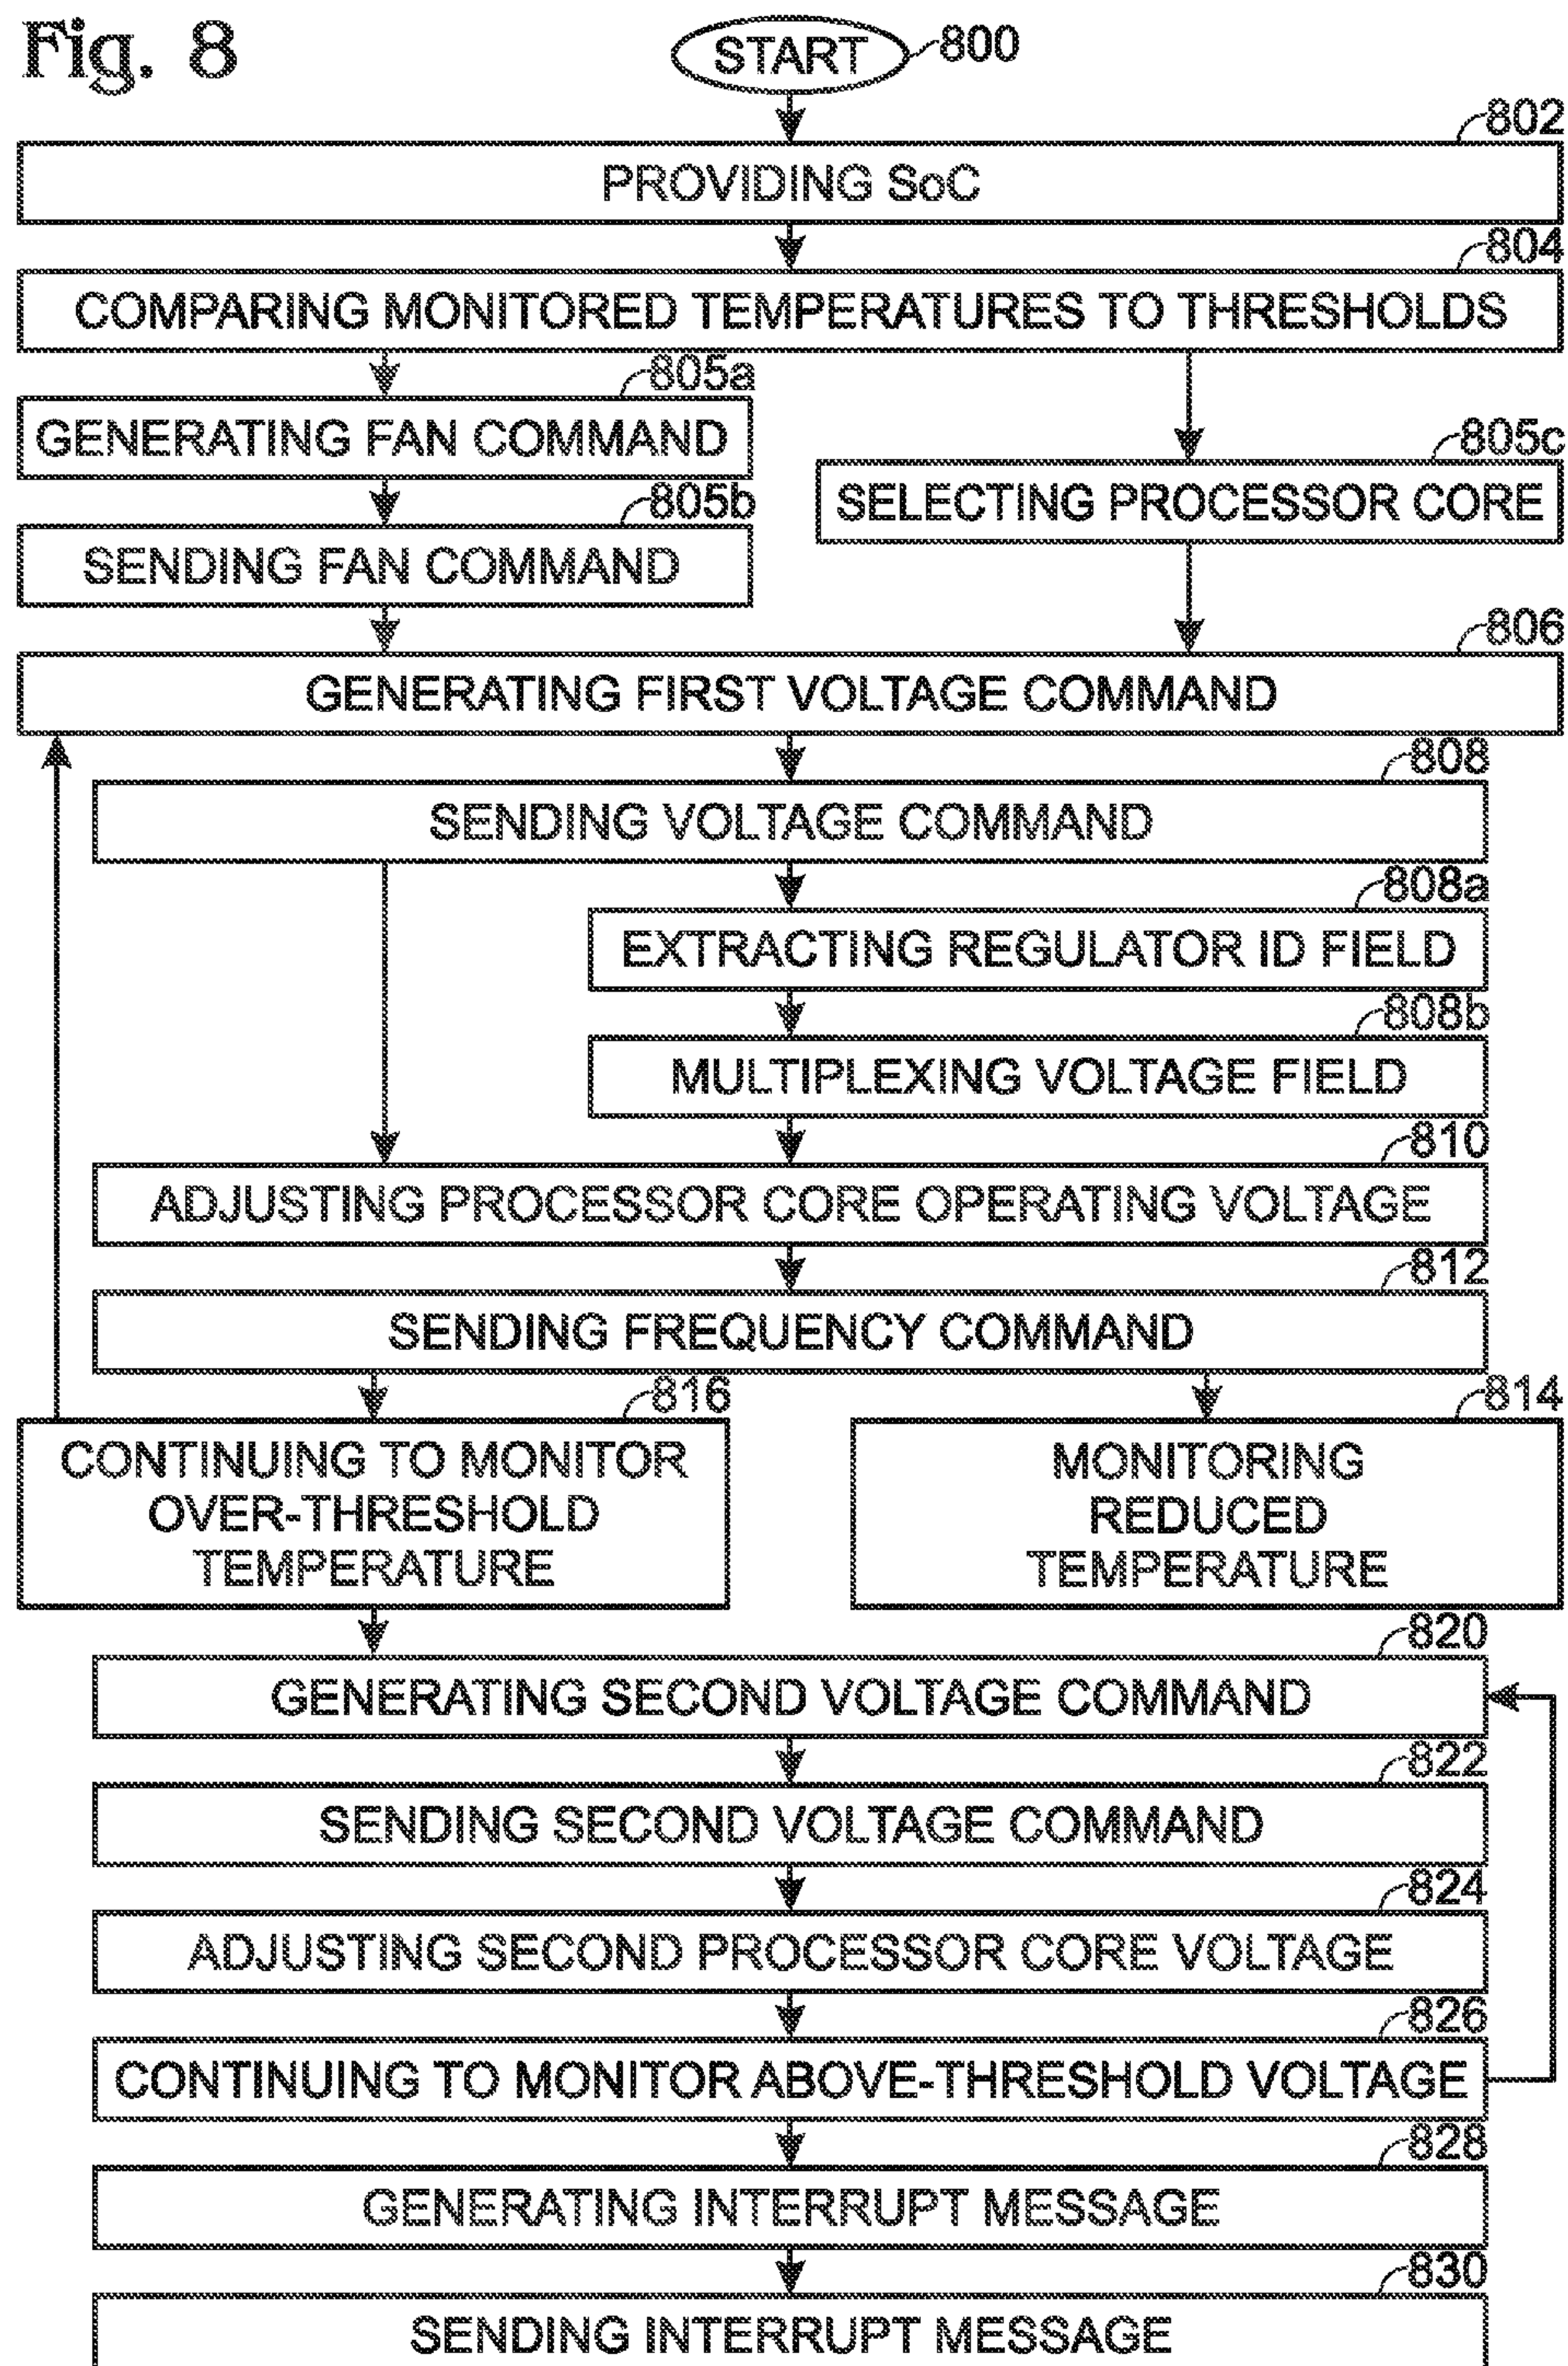 Fig. 8
START
800
802
PROVIDING SoC
804
COMPARING MONITORED TEMPERATURES TO THRESHOLDS
805a
GENERATING FAN COMMAND
805c
SELECTING PROCESSOR CORE
805b
SENDING FAN COMMAND
806
GENERATING FIRST VOLTAGE COMMAND
808
SENDING VOLTAGE COMMAND
808a
EXTRACTING REGULATOR ID FIELD
808b
MULTIPLEXING VOLTAGE FIELD
810
ADJUSTING PROCESSOR CORE OPERATING VOLTAGE
812
SENDING FREQUENCY COMMAND
816
CONTINUING TO MONITOR
OVER-THRESHOLD
TEMPERATURE
814
MONITORING
REDUCED
TEMPERATURE
820
GENERATING SECOND VOLTAGE COMMAND
822
SENDING SECOND VOLTAGE COMMAND
824
ADJUSTING SECOND PROCESSOR CORE VOLTAGE
826
CONTINUING TO MONITOR ABOVE-THRESHOLD VOLTAGE
828
GENERATING INTERRUPT MESSAGE
830
SENDING INTERRUPT MESSAGE